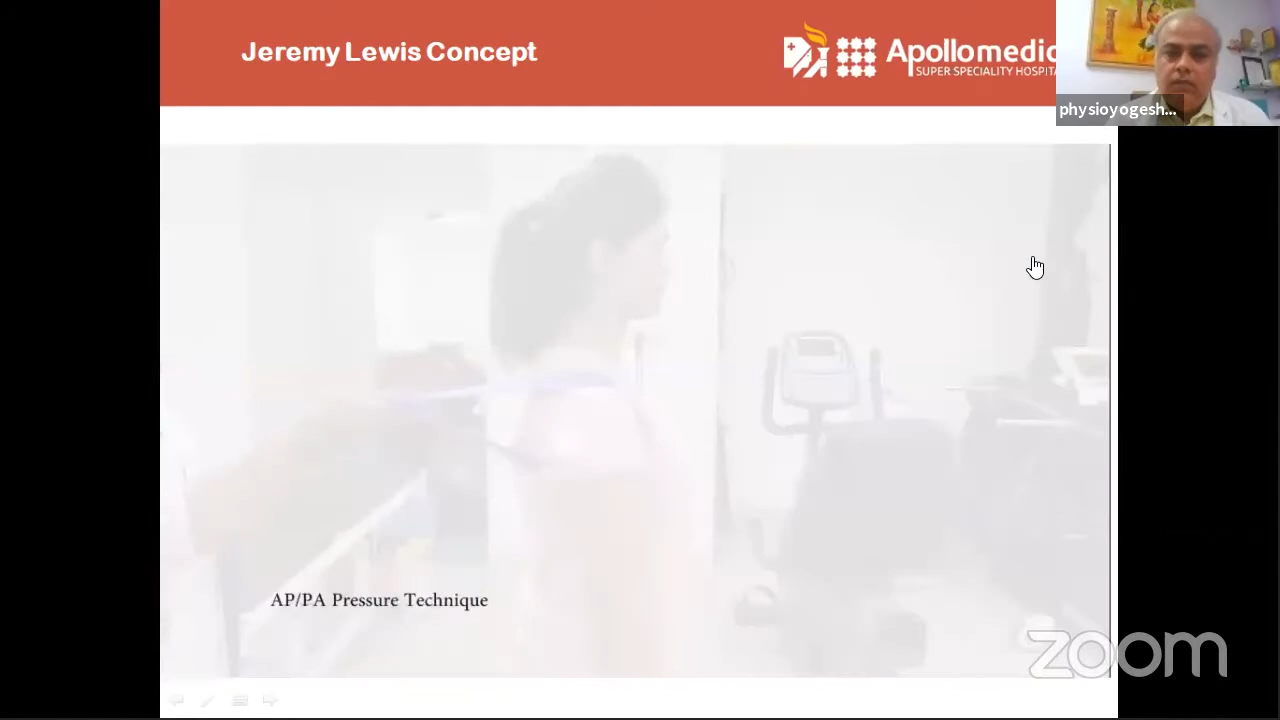 Jeremy Lewis Concept
Apollomedic
SUPER SPECIALITY HOSPITA
physioyogesh...
AP/PA Pressure Technique
zoom